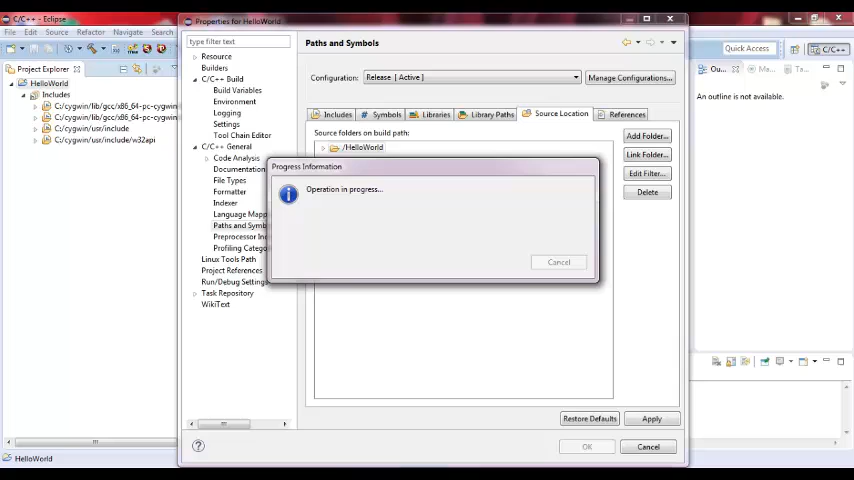 C/C++ - Eclipse
File Edit Source Refactor Navigate Search
Quick Access
C/C++
Project Explorer
HelloWorld
Includes
C:/cygwin/lib/gcc/x86_64-pc-cygwin
C:/cygwin/lib/gcc/x86_64-pc-cygwin
C:/cygwin/usr/include
C:/cygwin/usr/include/w32api
HelloWorld
Properties for HelloWorld
type filter text
Resource
Builders
C/C++ Build
Build Variables
Environment
Logging
Settings
Tool Chain Editor
C/C++ General
Code Analysis
Documentation
File Types
Formatter
Indexer
Language Mapp
Paths and Symb
Preprocessor In
Profiling Catego
Linux Tools Path
Project References
Run/Debug Settings
Task Repository
WikiText
Paths and Symbols
Configuration:
Release [ Active ]
Manage Configurations...
Includes
# Symbols
Libraries
Library Paths
Source Location
References
Source folders on build path:
/HelloWorld
Add Folder...
Link Folder...
Edit Filter...
Delete
Progress Information
Operation in progress...
Cancel
Restore Defaults
Apply
OK
Cancel
Ou...
Ma...
Ta...
An outline is not available.